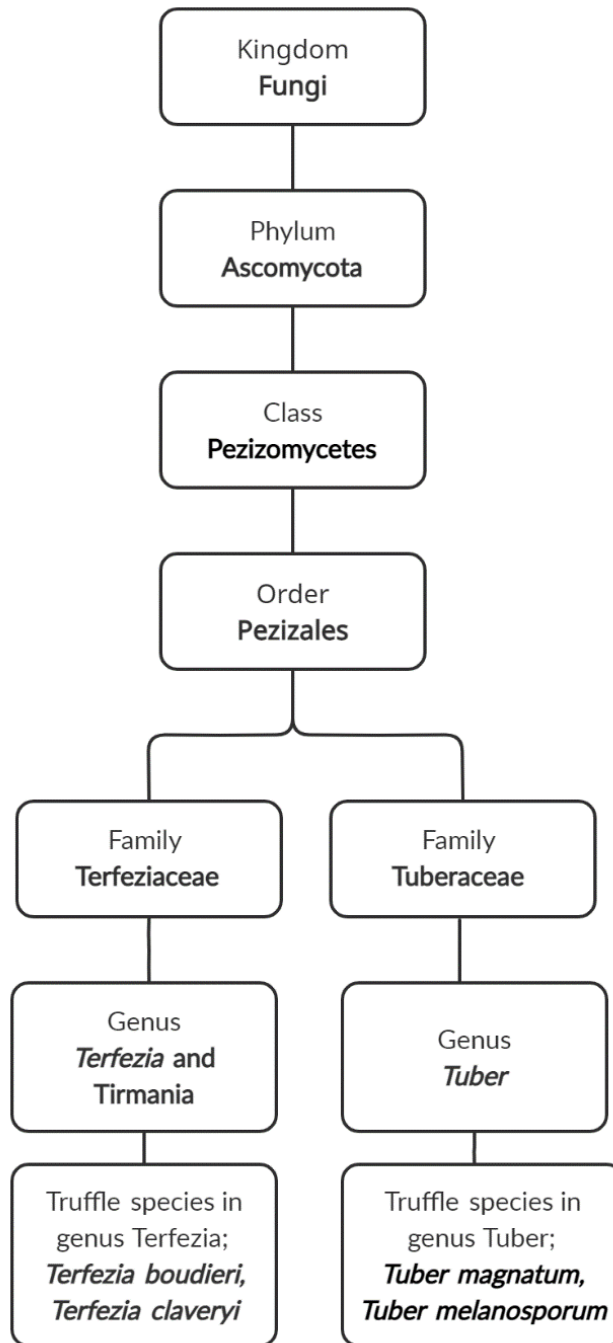 Kingdom
Fungi
Phylum
Ascomycota
Class
Pezizomycetes
Order
Pezizales
Family
Terfeziaceae
Family
Tuberaceae
Genus
Terfezia and
Tirmania
Genus
Tuber
Truffle species in
genus Terfezia;
Terfezia boudieri,
Terfezia claveryi
Truffle species in
genus Tuber;
Tuber magnatum,
Tuber melanosporum